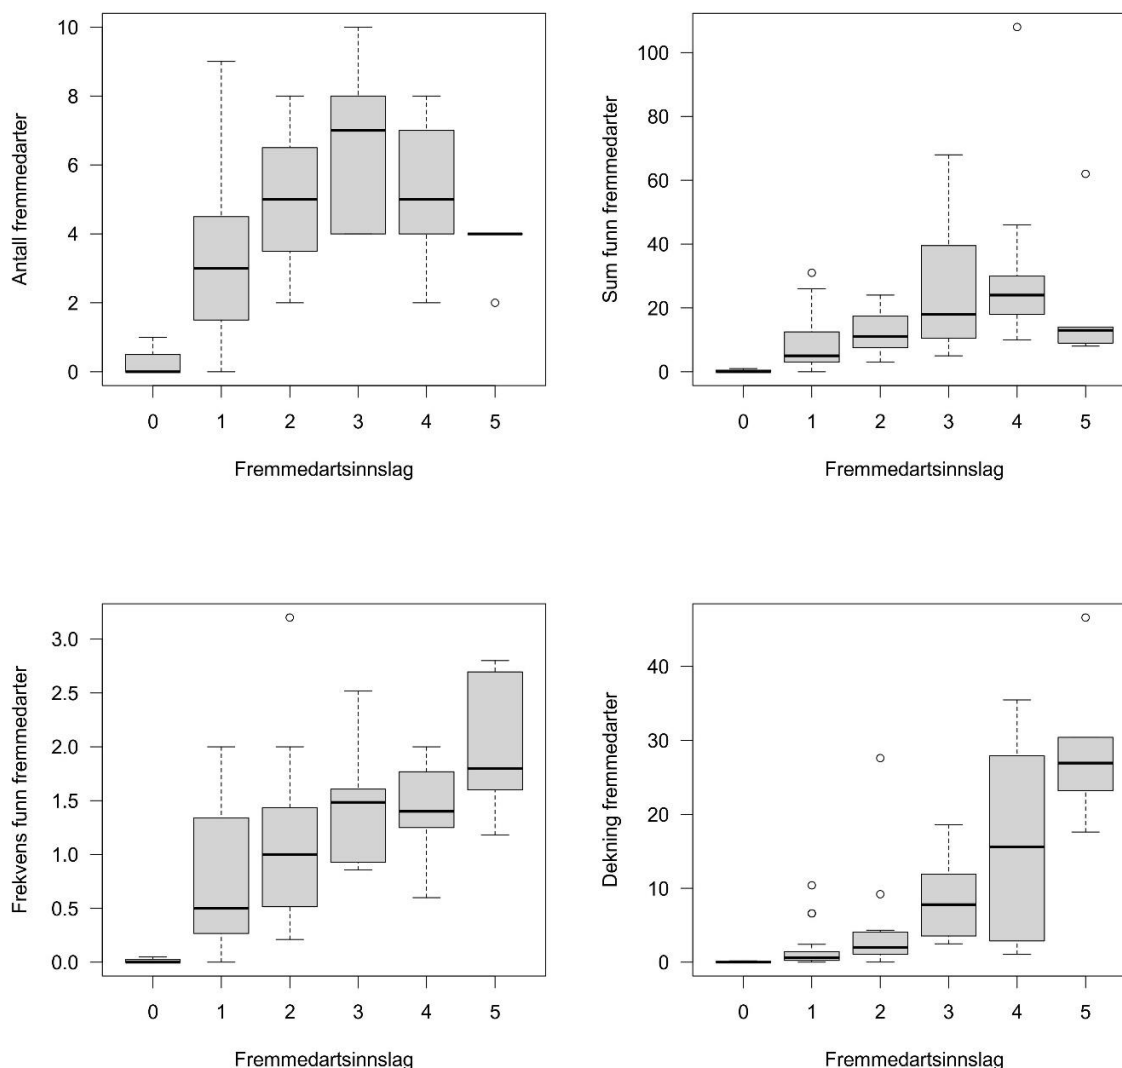 Antall fremmedarter
10
8
6
4
2
0
0 1 2 3 4 5
Fremmedartsinnslag
Sum funn fremmedarter
100
80
60
40
20
0
0 1 2 3 4 5
Fremmedartsinnslag
Frekvens funn fremmedarter
3.0
2.5
2.0
1.5
1.0
0.5
0.0
0 1 2 3 4 5
Fremmedartsinnslag
Dekning fremmedarter
40
30
20
10
0
0 1 2 3 4 5
Fremmedartsinnslag